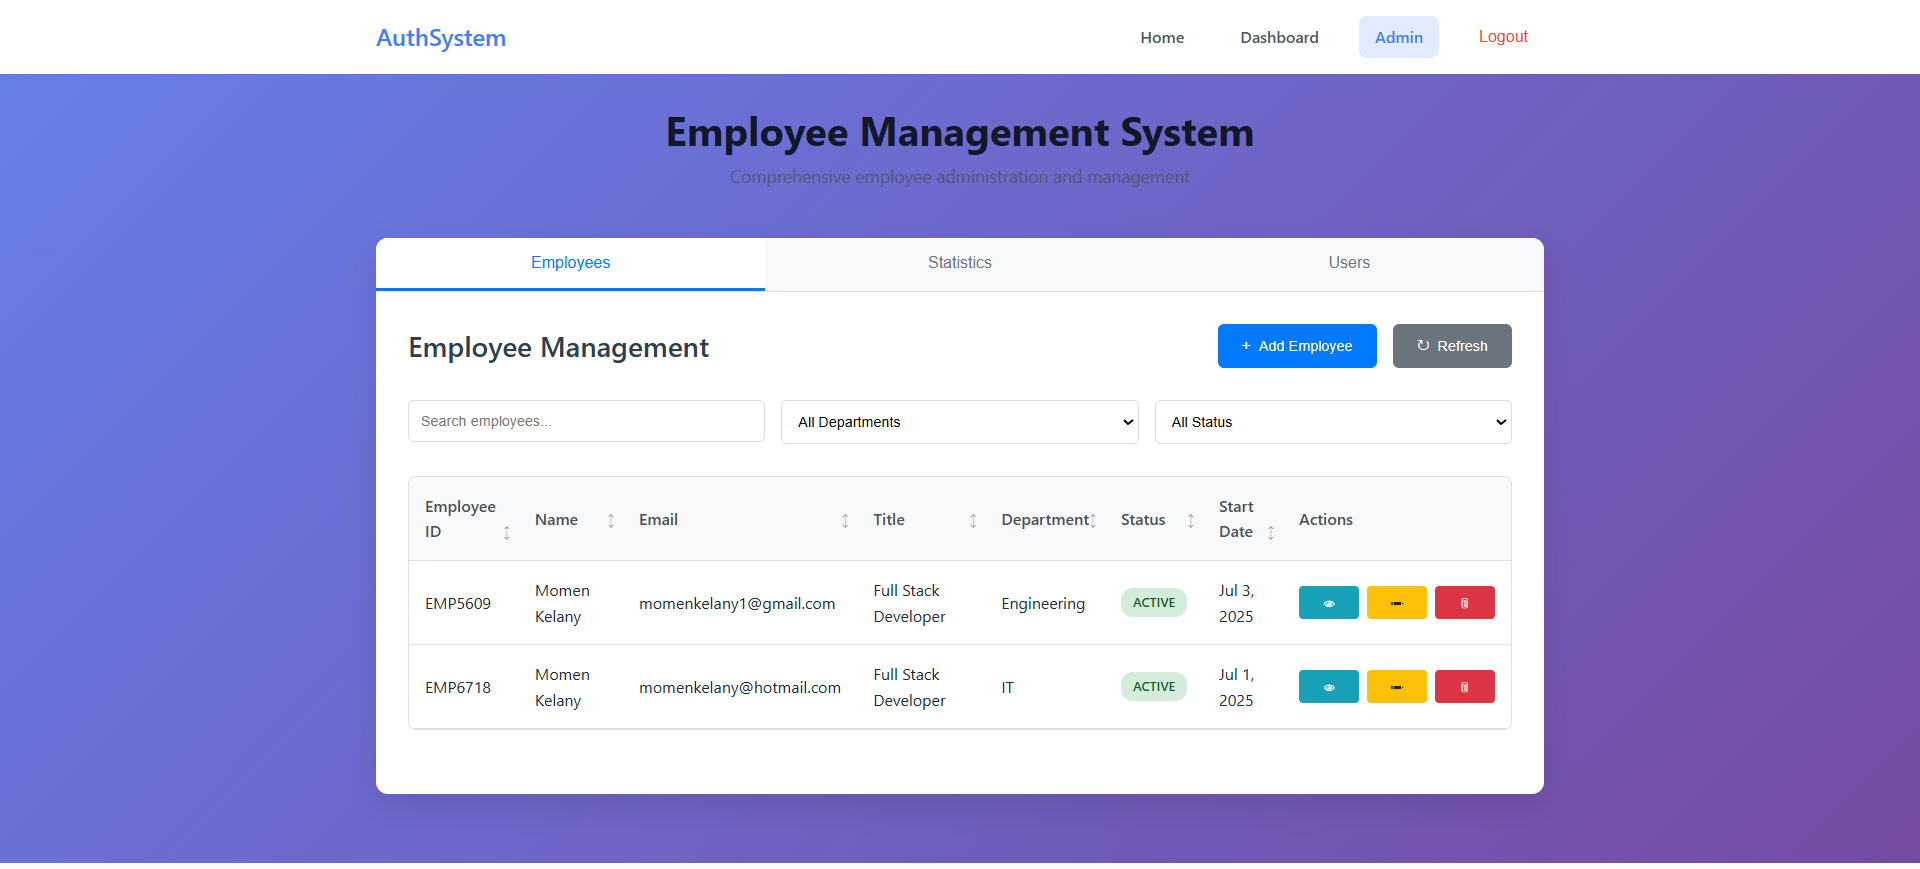 AuthSystem
Home
Dashboard
Admin
Logout
Employee Management System
Comprehensive employee administration and management
Employees
Statistics
Users
Employee Management
+ Add Employee
↻ Refresh
Search employees...
All Departments
All Status
Employee
ID ↕
Name ↕
Email ↕
Title ↕
Department ↕
Status ↕
Start
Date ↕
Actions
EMP5609
Momen
Kelany
momenkelany1@gmail.com
Full Stack
Developer
Engineering
ACTIVE
Jul 3,
2025
EMP6718
Momen
Kelany
momenkelany@hotmail.com
Full Stack
Developer
IT
ACTIVE
Jul 1,
2025